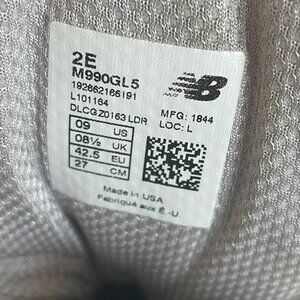 2E
M990GL5
192662166191
L101164
DLCGZ0163 LDR
MFG: 1844
LOC: L
09 US
08½ UK
42.5 EU
27 CM
NB
Made in USA
Fabriqué aux É.-U